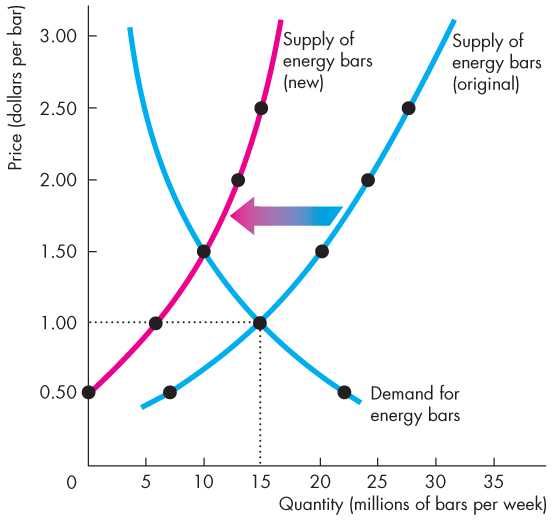 Price (dollars per bar)
3.00
2.50
2.00
1.50
1.00
0.50
0
5
10
15
20
25
30
35
Quantity (millions of bars per week)
Supply of
energy bars
(new)
Supply of
energy bars
(original)
Demand for
energy bars